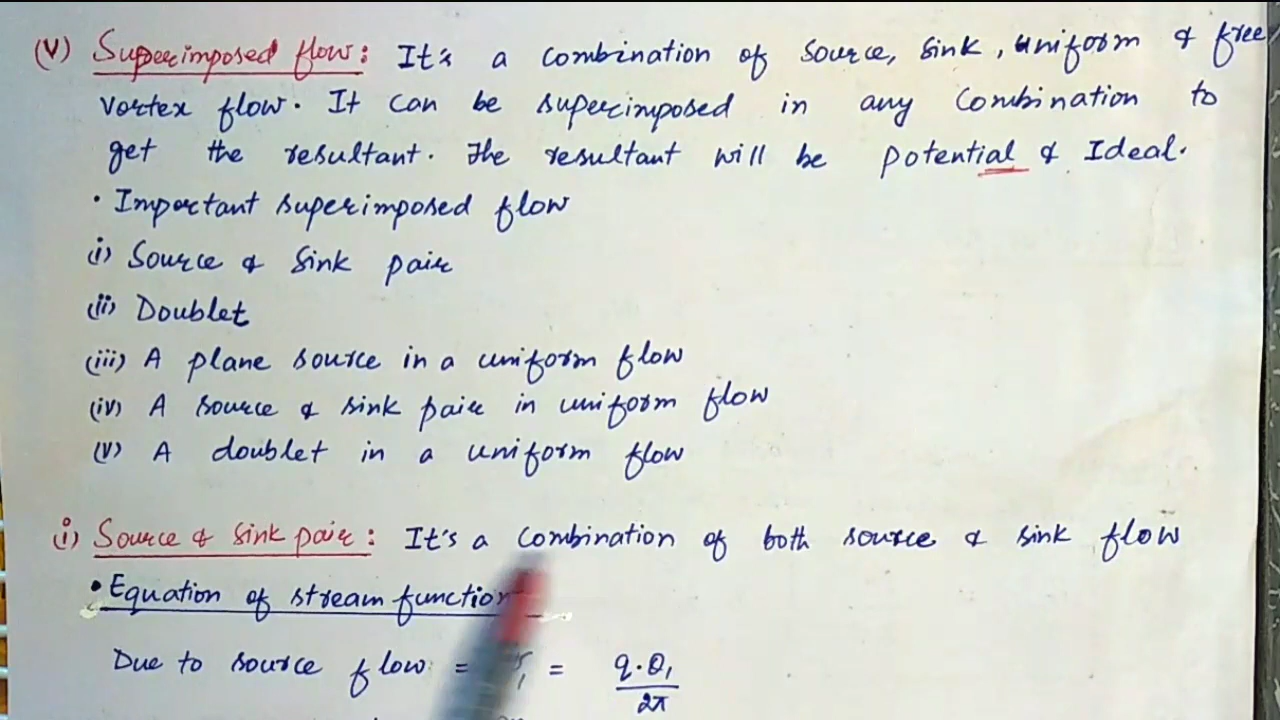 (V) Superimposed flow: It's a combination of source, sink, uniform & free
vortex flow. It can be superimposed in any combination to
get the resultant. The resultant will be potential & Ideal.
• Important superimposed flow
(i) Source & sink pair
(ii) Doublet
(iii) A plane source in a uniform flow
(iv) A source & sink pair in uniform flow
(V) A doublet in a uniform flow
i) Source & sink pair: It's a combination of both source & sink flow
• Equation of stream function
Due to source flow = = q·θ₁/2π